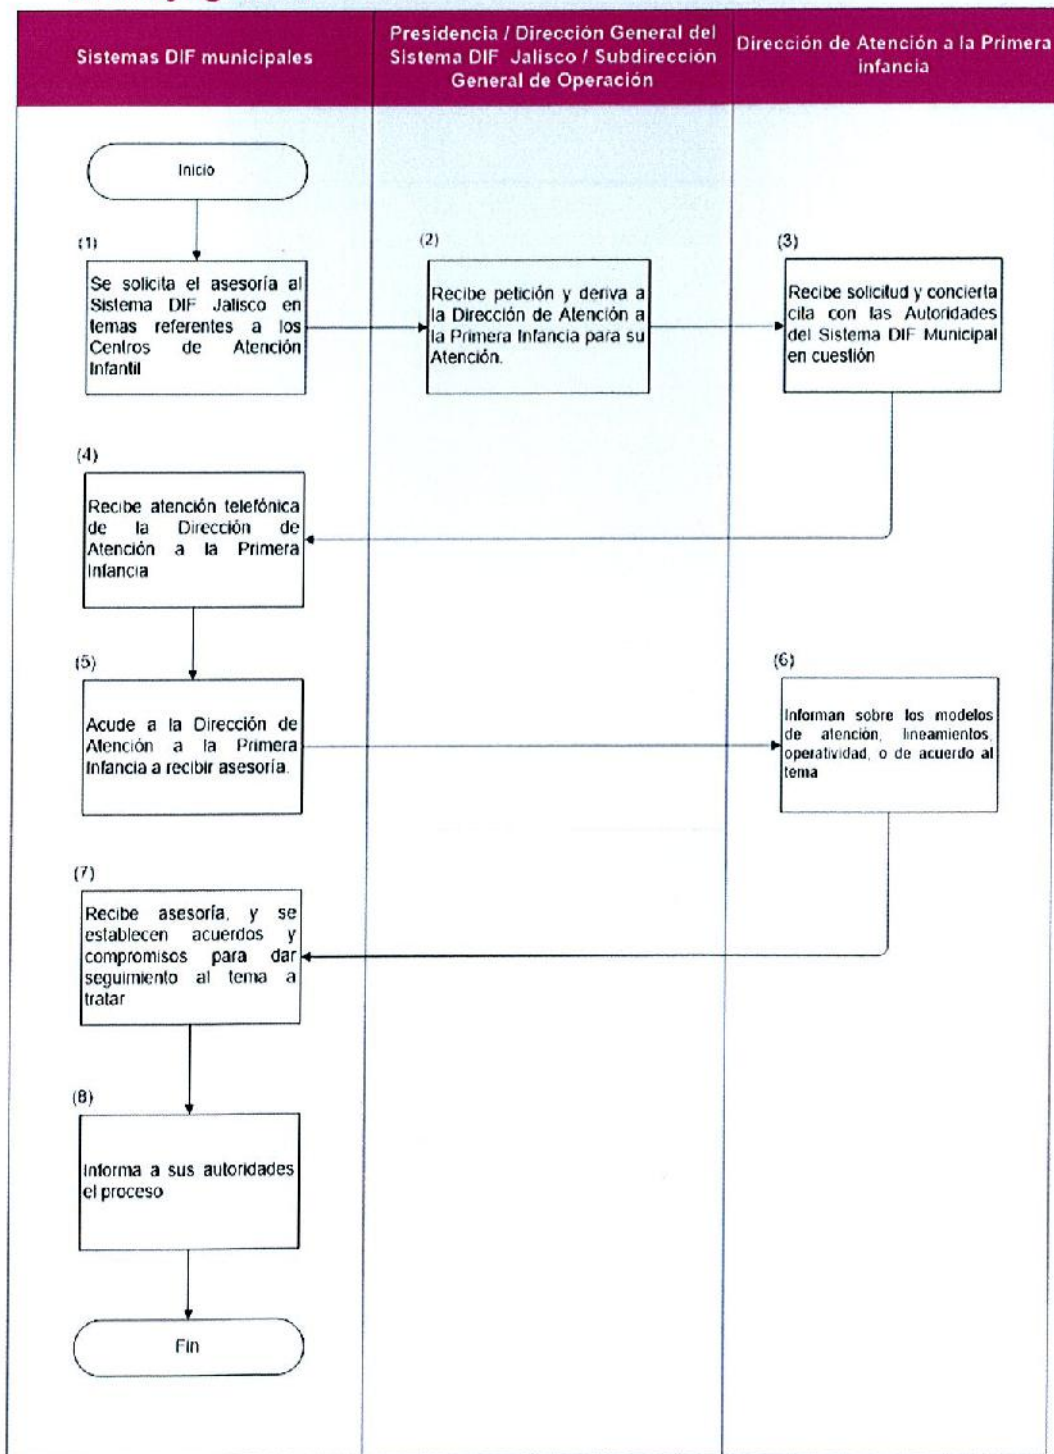 Sistemas DIF municipales
Presidencia / Dirección General del
Sistema DIF Jalisco / Subdirección
General de Operación
Dirección de Atención a la Primera
infancia
Inicio
(1)
Se solicita el asesoría al
Sistema DIF Jalisco en
temas referentes a los
Centros de Atención
Infantil
(2)
Recibe petición y deriva a
la Dirección de Atención a
la Primera Infancia para su
Atención.
(3)
Recibe solicitud y concierta
cita con las Autoridades
del Sistema DIF Municipal
en cuestión
(4)
Recibe atención telefónica
de la Dirección de
Atención a la Primera
Infancia
(5)
Acude a la Dirección de
Atención a la Primera
Infancia a recibir asesoría.
(6)
Informan sobre los modelos
de atención, lineamientos,
operatividad, o de acuerdo al
tema
(7)
Recibe asesoría, y se
establecen acuerdos y
compromisos para dar
seguimiento al tema a
tratar
(8)
Informa a sus autoridades
el proceso
Fin